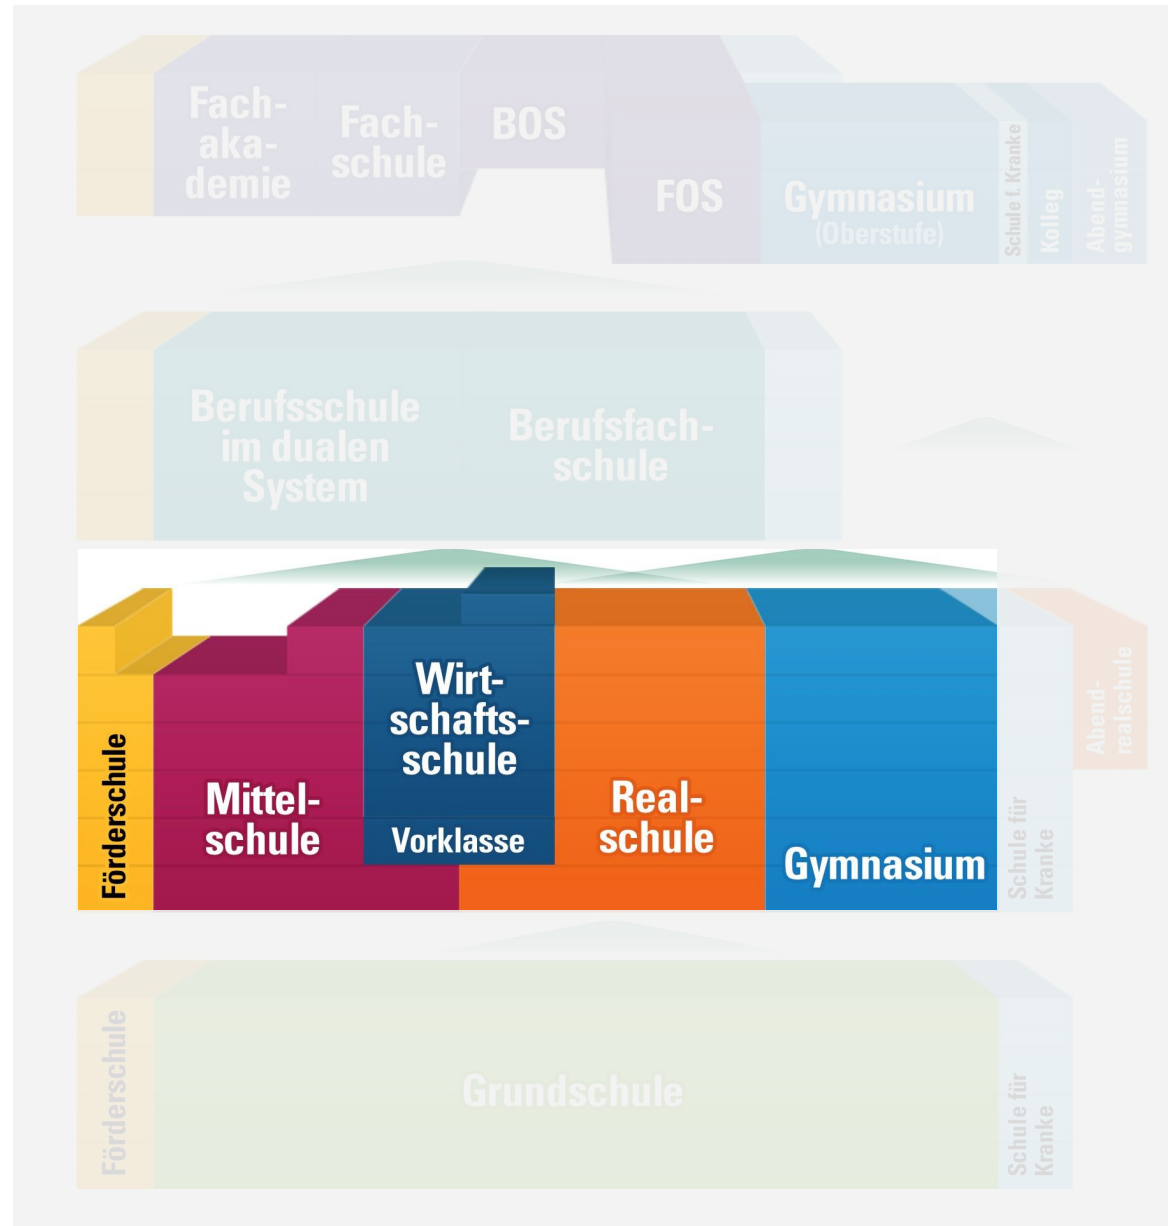 Fach-
aka-
demie
Fach-
schule
BOS
FOS
Gymnasium
(Oberstufe)
Schule f. Kranke
Kolleg
Abend-
gymnasium
Berufsschule
im dualen
System
Berufsfach-
schule
Förderschule
Mittel-
schule
Wirt-
schafts-
schule
Vorklasse
Real-
schule
Gymnasium
Schule für
Kranke
Abend-
realschule
Förderschule
Grundschule
Schule für
Kranke